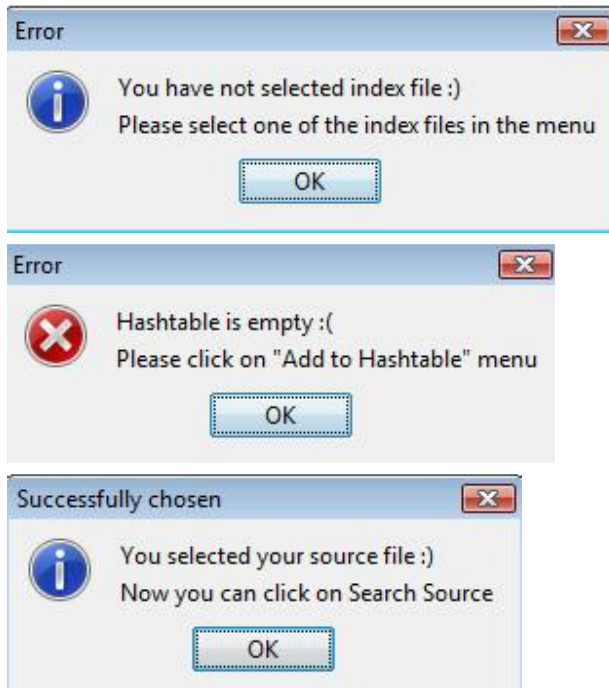 Error
You have not selected index file :)
Please select one of the index files in the menu
OK
Error
Hashtable is empty :(
Please click on "Add to Hashtable" menu
OK
Successfully chosen
You selected your source file :)
Now you can click on Search Source
OK